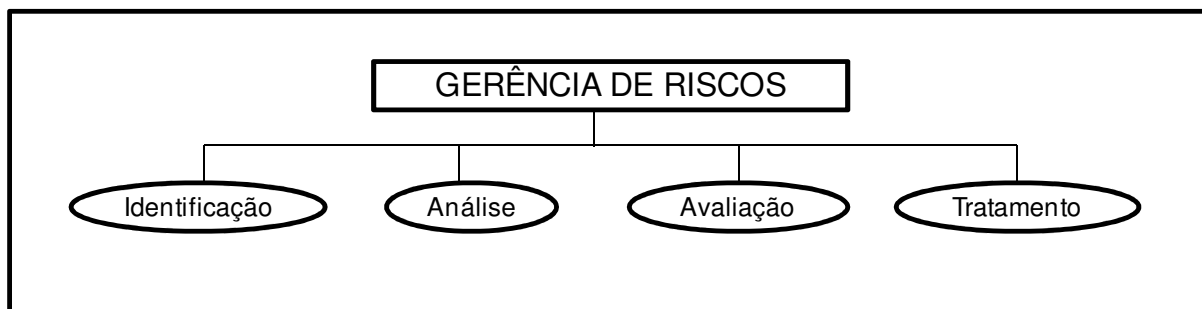 GERÊNCIA DE RISCOS
Identificação
Análise
Avaliação
Tratamento